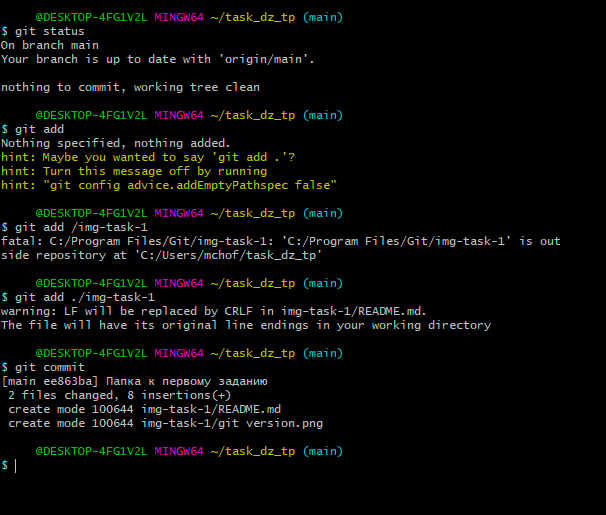 @DESKTOP-4FG1V2L MINGW64 ~/task_dz_tp (main)
$ git status
On branch main
Your branch is up to date with 'origin/main'.
nothing to commit, working tree clean
@DESKTOP-4FG1V2L MINGW64 ~/task_dz_tp (main)
$ git add
Nothing specified, nothing added.
hint: Maybe you wanted to say 'git add .'?
hint: Turn this message off by running
hint: "git config advice.addEmptyPathspec false"
@DESKTOP-4FG1V2L MINGW64 ~/task_dz_tp (main)
$ git add /img-task-1
fatal: C:/Program Files/Git/img-task-1: 'C:/Program Files/Git/img-task-1' is out
side repository at 'C:/Users/mchof/task_dz_tp'
@DESKTOP-4FG1V2L MINGW64 ~/task_dz_tp (main)
$ git add ./img-task-1
warning: LF will be replaced by CRLF in img-task-1/README.md.
The file will have its original line endings in your working directory
@DESKTOP-4FG1V2L MINGW64 ~/task_dz_tp (main)
$ git commit
[main ee863ba] Папка к первому заданию
2 files changed, 8 insertions(+)
create mode 100644 img-task-1/README.md
create mode 100644 img-task-1/git version.png
@DESKTOP-4FG1V2L MINGW64 ~/task_dz_tp (main)
$